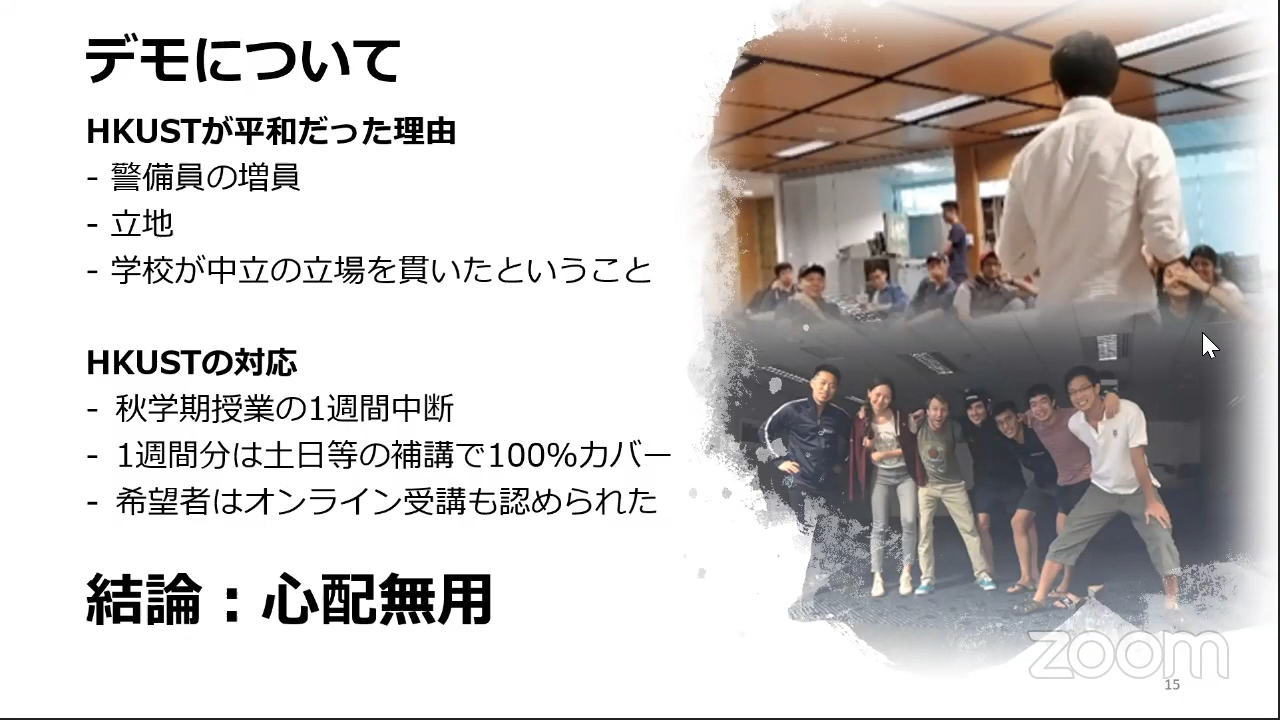 デモについて
HKUSTが平和だった理由
- 警備員の増員
- 立地
- 学校が中立の立場を貫いたということ
HKUSTの対応
- 秋学期授業の1週間中断
- 1週間分は土日等の補講で100%カバー
- 希望者はオンライン受講も認められた
結論：心配無用
zoom
15